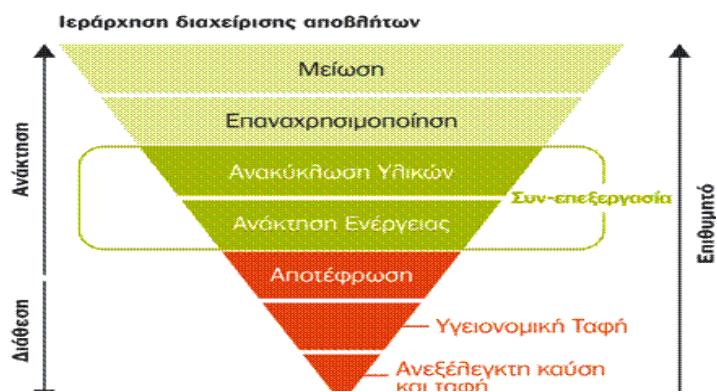 Ιεράρχηση διαχείρισης αποβλήτων
Μείωση
Επαναχρησιμοποίηση
Ανακύκλωση Υλικών
Ανάκτηση Ενέργειας
Συν-επεξεργασία
Αποτέφρωση
Υγειονομική Ταφή
Ανεξέλεγκτη καύση
και ταφή
Ανάκτηση
Διάθεση
Επιθυμητό